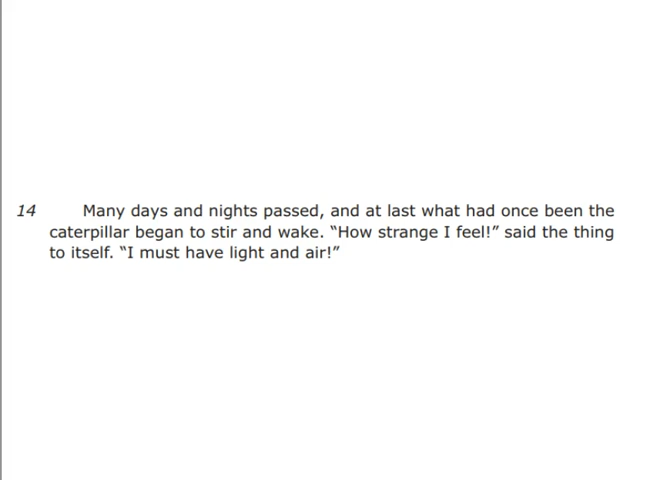 14 Many days and nights passed, and at last what had once been the
caterpillar began to stir and wake. “How strange I feel!” said the thing
to itself. “I must have light and air!”